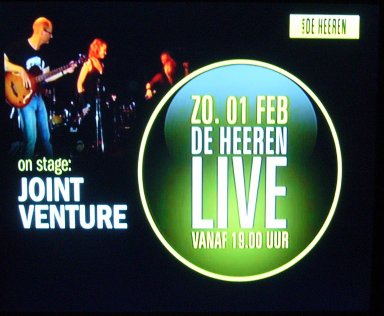 DE HEEREN
ZO. 01 FEB
DE HEEREN
LIVE
VANAF 19.00 UUR
on stage:
JOINT
VENTURE